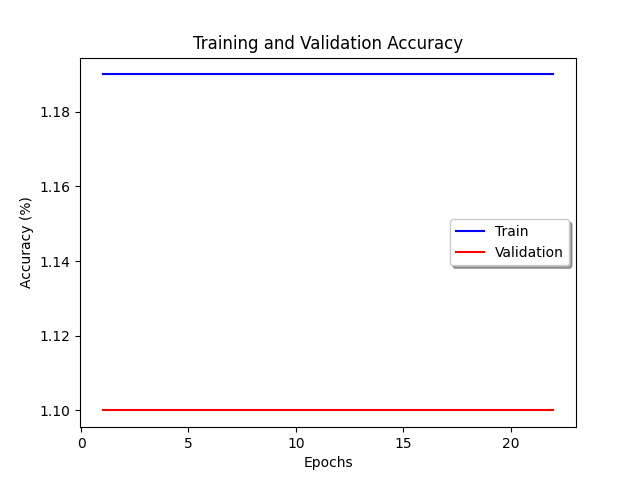 Training and Validation Accuracy
Accuracy (%)
1.18
1.16
1.14
1.12
1.10
Train
Validation
0
5
10
15
20
Epochs